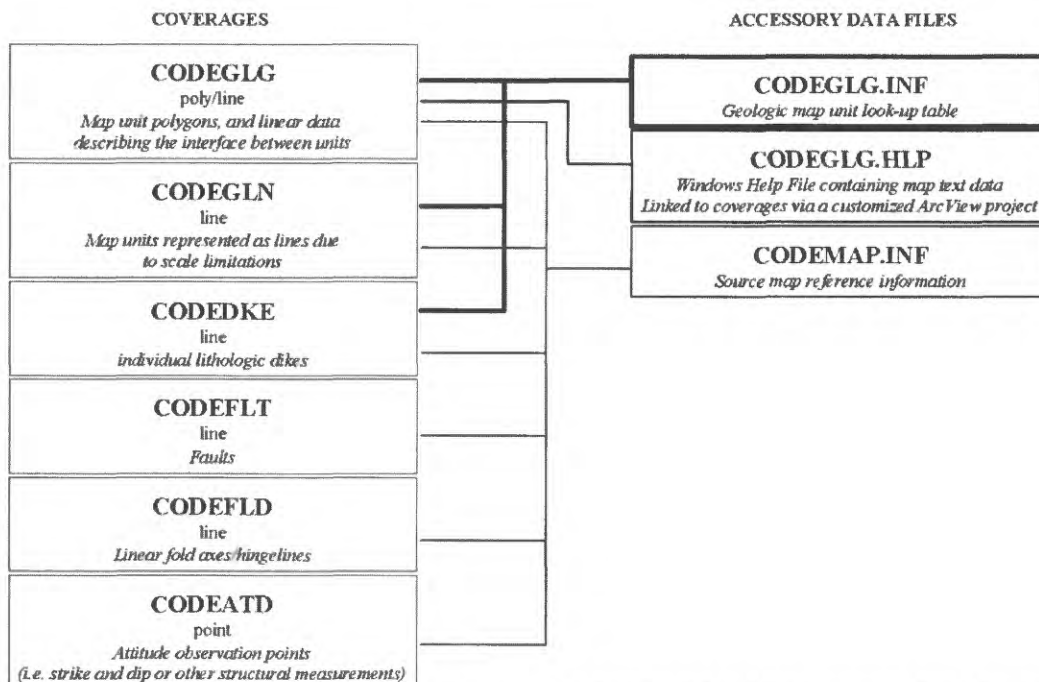 COVERAGES
CODEGLG
poly/line
Map unit polygons, and linear data
describing the interface between units
CODEGLN
line
Map units represented as lines due
to scale limitations
CODEDKE
line
individual lithologic dikes
CODEFLT
line
Faults
CODEFLD
line
Linear fold axes/hingelines
CODEATD
point
Attitude observation points
(i.e. strike and dip or other structural measurements)
ACCESSORY DATA FILES
CODEGLG.INF
Geologic map unit look-up table
CODEGLG.HLP
Windows Help File containing map text data
Linked to coverages via a customized ArcView project
CODEMAP.INF
Source map reference information